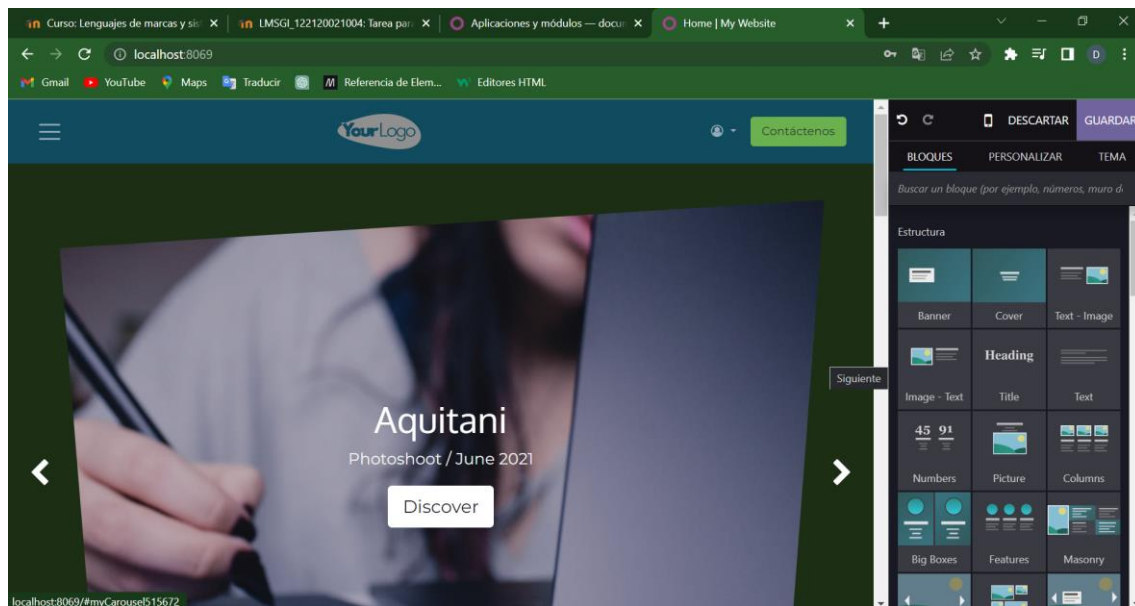 Curso: Lenguajes de marcas y sis
LMSGI_122120021004: Tarea par
Aplicaciones y módulos — docum
Home | My Website
localhost:8069
D
Gmail
YouTube
Maps
Traducir
M Referencia de Elem...
Editores HTML
YourLogo
Contáctenos
DESCARTAR
GUARDAR
BLOQUES
PERSONALIZAR
TEMA
Buscar un bloque (por ejemplo, números, muro d
Estructura
Banner
Cover
Text - Image
Siguiente
Heading
Image - Text
Title
Text
45 91
Numbers
Picture
Columns
Aquitani
Photoshoot / June 2021
Discover
Big Boxes
Features
Masonry
localhost:8069/#myCarousel515672